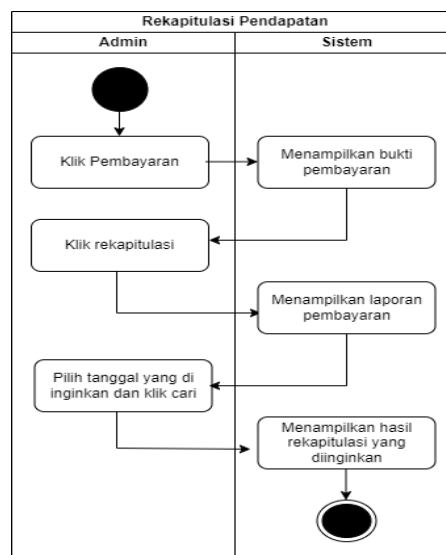 Rekapitulasi Pendapatan
Admin
Sistem
Klik Pembayaran
Menampilkan bukti
pembayaran
Klik rekapitulasi
Menampilkan laporan
pembayaran
Pilih tanggal yang di
inginkan dan klik cari
Menampilkan hasil
rekapitulasi yang
diinginkan